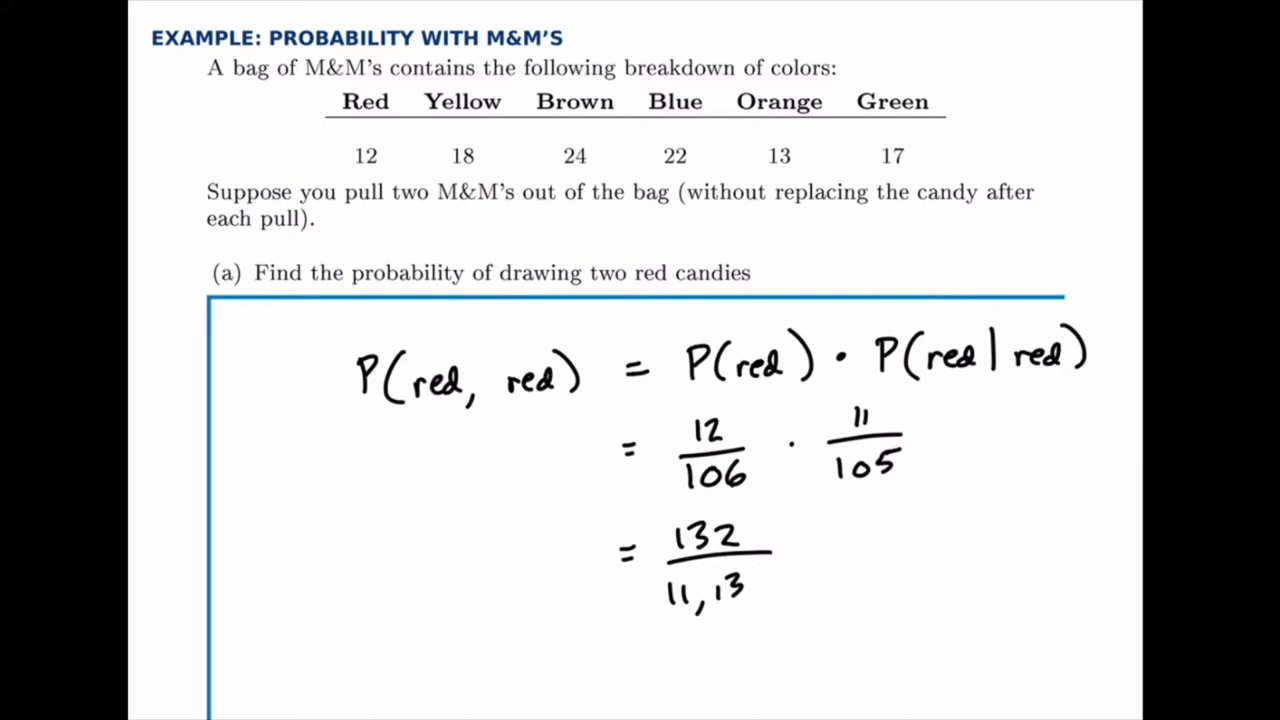 EXAMPLE: PROBABILITY WITH M&M'S
A bag of M&M's contains the following breakdown of colors:
Red Yellow Brown Blue Orange Green
12 18 24 22 13 17
Suppose you pull two M&M's out of the bag (without replacing the candy after
each pull).
(a) Find the probability of drawing two red candies
P(red, red) = P(red) · P(red | red)
= 12/106 · 11/105
= 132/11,13